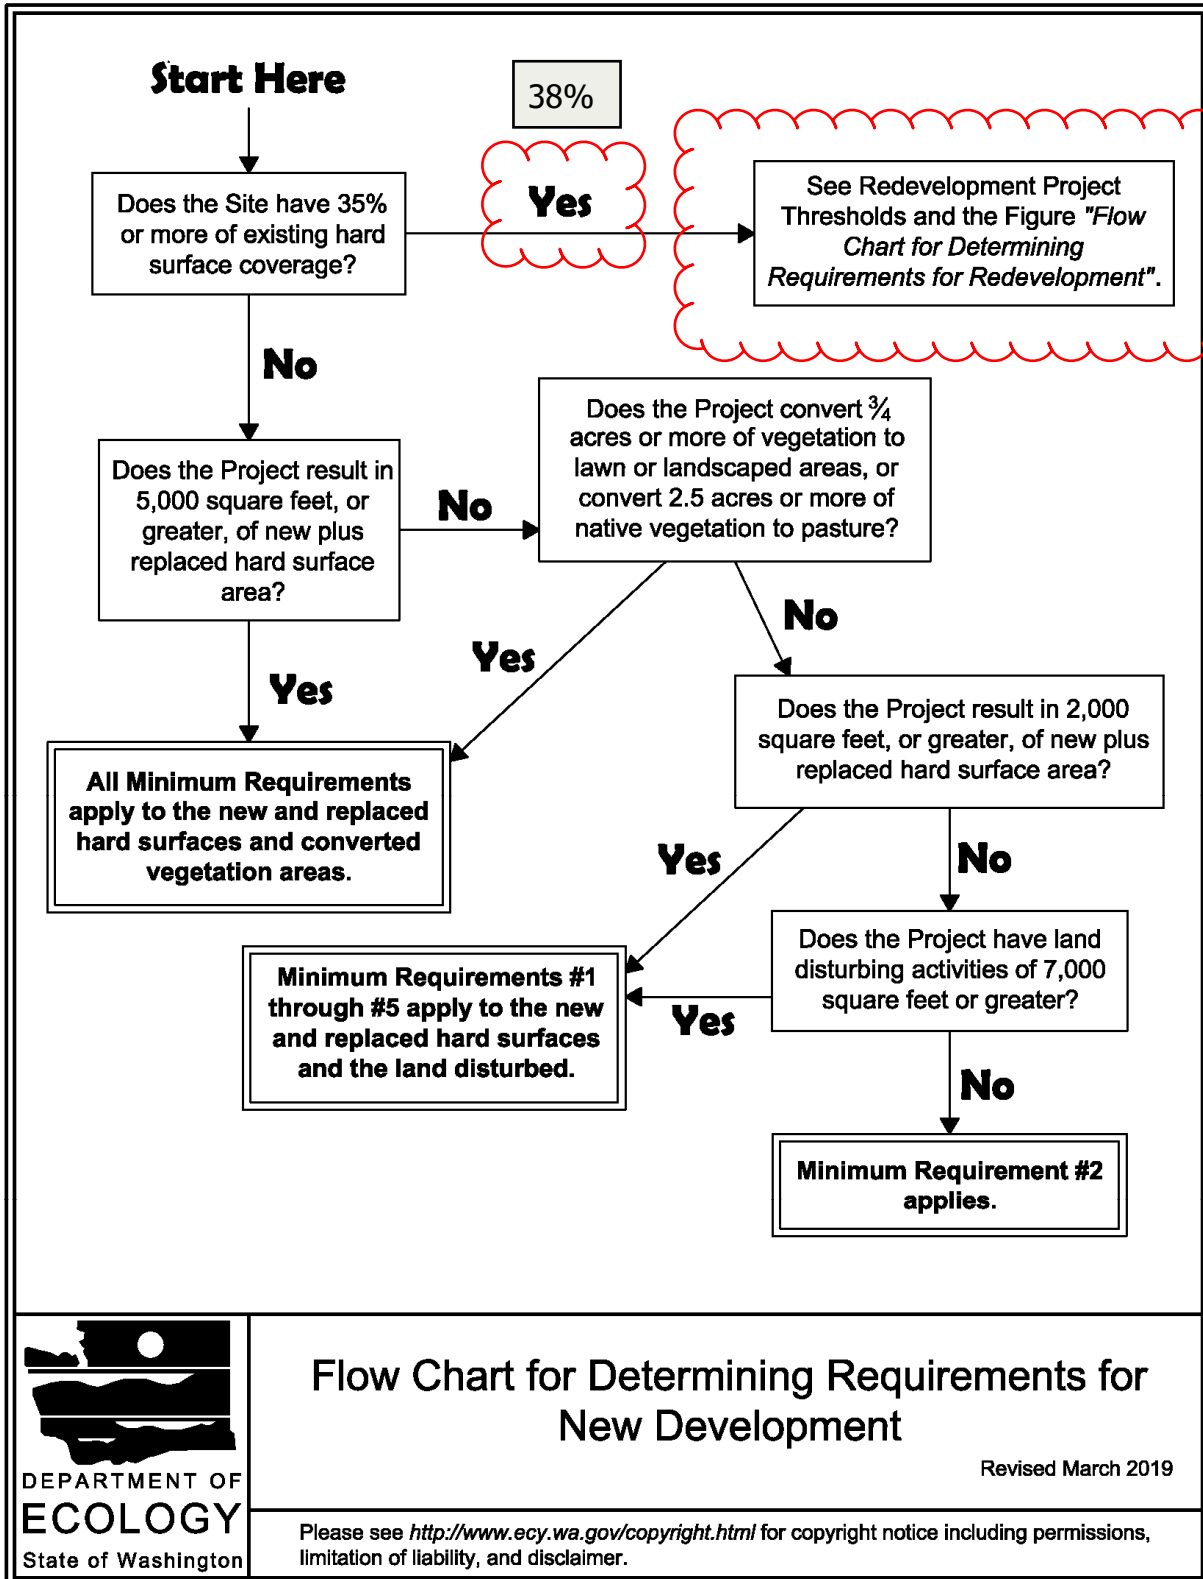 Start Here
38%
Does the Site have 35%
or more of existing hard
surface coverage?
Yes
See Redevelopment Project
Thresholds and the Figure "Flow
Chart for Determining
Requirements for Redevelopment".
No
Does the Project result in
5,000 square feet, or
greater, of new plus
replaced hard surface
area?
No
Does the Project convert ¾
acres or more of vegetation to
lawn or landscaped areas, or
convert 2.5 acres or more of
native vegetation to pasture?
Yes
Yes
No
All Minimum Requirements
apply to the new and replaced
hard surfaces and converted
vegetation areas.
Does the Project result in 2,000
square feet, or greater, of new plus
replaced hard surface area?
Yes
No
Minimum Requirements #1
through #5 apply to the new
and replaced hard surfaces
and the land disturbed.
Yes
Does the Project have land
disturbing activities of 7,000
square feet or greater?
No
Minimum Requirement #2
applies.
DEPARTMENT OF
ECOLOGY
State of Washington
Flow Chart for Determining Requirements for
New Development
Revised March 2019
Please see http://www.ecy.wa.gov/copyright.html for copyright notice including permissions,
limitation of liability, and disclaimer.